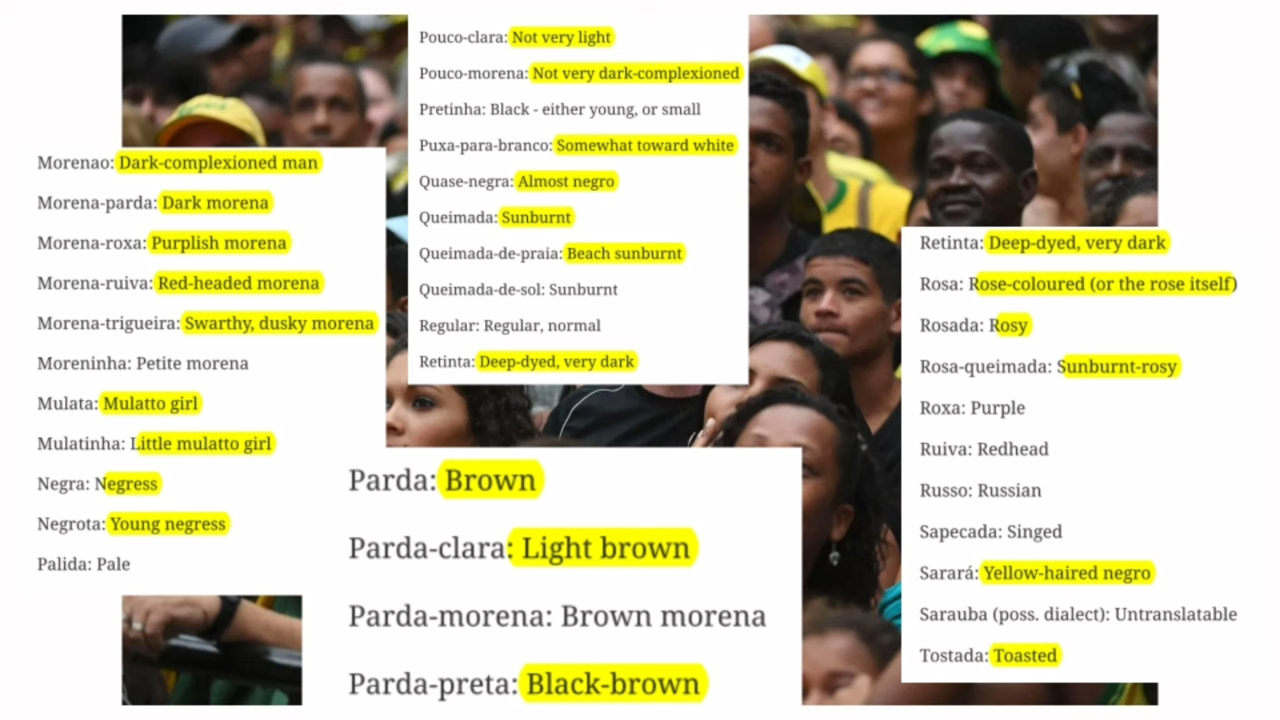 Morenao: Dark-complexioned man
Morena-parda: Dark morena
Morena-roxa: Purplish morena
Morena-ruiva: Red-headed morena
Morena-trigueira: Swarthy, dusky morena
Moreninha: Petite morena
Mulata: Mulatto girl
Mulatinha: Little mulatto girl
Negra: Negress
Negrota: Young negress
Palida: Pale
Pouco-clara: Not very light
Pouco-morena: Not very dark-complexioned
Pretinha: Black - either young, or small
Puxa-para-branco: Somewhat toward white
Quase-negra: Almost negro
Queimada: Sunburnt
Queimada-de-praia: Beach sunburnt
Queimada-de-sol: Sunburnt
Regular: Regular, normal
Retinta: Deep-dyed, very dark
Parda: Brown
Parda-clara: Light brown
Parda-morena: Brown morena
Parda-preta: Black-brown
Retinta: Deep-dyed, very dark
Rosa: Rose-coloured (or the rose itself)
Rosada: Rosy
Rosa-queimada: Sunburnt-rosy
Roxa: Purple
Ruiva: Redhead
Russo: Russian
Sapecada: Singed
Sarará: Yellow-haired negro
Sarauba (poss. dialect): Untranslatable
Tostada: Toasted